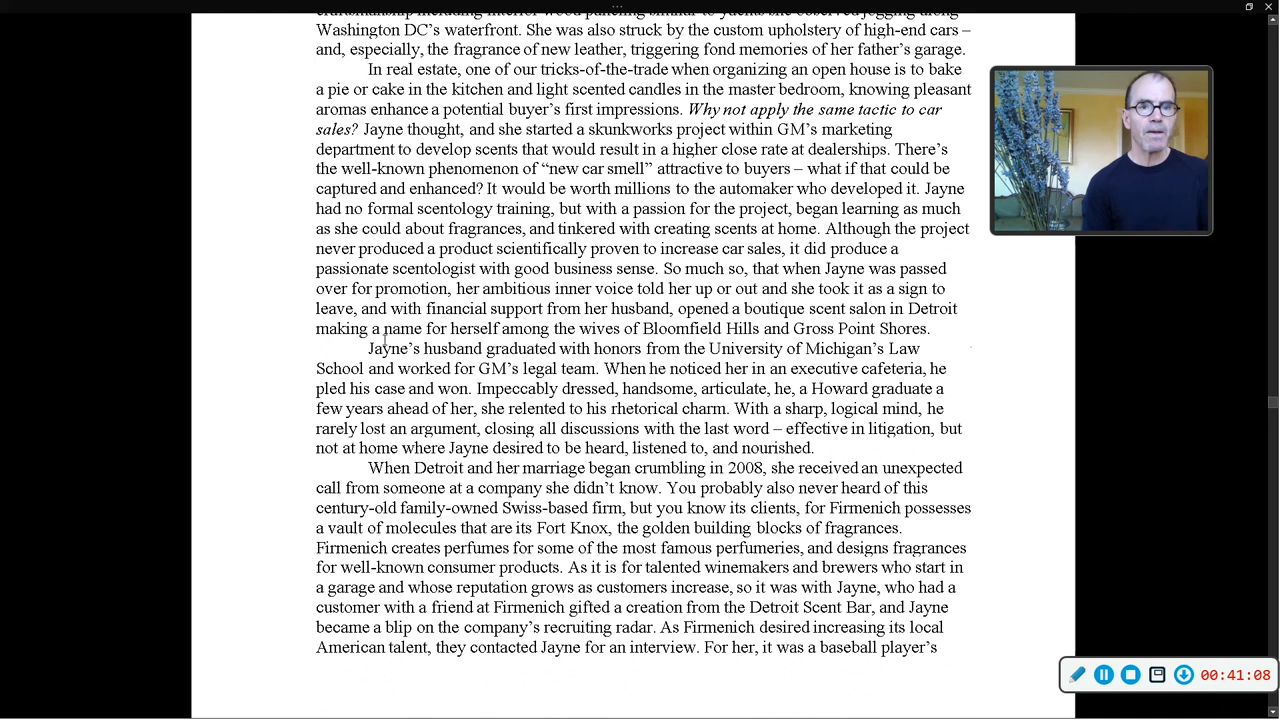 Washington DC's waterfront. She was also struck by the custom upholstery of high-end cars –
and, especially, the fragrance of new leather, triggering fond memories of her father's garage.
In real estate, one of our tricks-of-the-trade when organizing an open house is to bake
a pie or cake in the kitchen and light scented candles in the master bedroom, knowing pleasant
aromas enhance a potential buyer's first impressions. Why not apply the same tactic to car
sales? Jayne thought, and she started a skunkworks project within GM's marketing
department to develop scents that would result in a higher close rate at dealerships. There's
the well-known phenomenon of “new car smell” attractive to buyers – what if that could be
captured and enhanced? It would be worth millions to the automaker who developed it. Jayne
had no formal scentology training, but with a passion for the project, began learning as much
as she could about fragrances, and tinkered with creating scents at home. Although the project
never produced a product scientifically proven to increase car sales, it did produce a
passionate scentologist with good business sense. So much so, that when Jayne was passed
over for promotion, her ambitious inner voice told her up or out and she took it as a sign to
leave, and with financial support from her husband, opened a boutique scent salon in Detroit
making a name for herself among the wives of Bloomfield Hills and Gross Point Shores.
Jayne's husband graduated with honors from the University of Michigan's Law
School and worked for GM's legal team. When he noticed her in an executive cafeteria, he
pled his case and won. Impeccably dressed, handsome, articulate, he, a Howard graduate a
few years ahead of her, she relented to his rhetorical charm. With a sharp, logical mind, he
rarely lost an argument, closing all discussions with the last word – effective in litigation, but
not at home where Jayne desired to be heard, listened to, and nourished.
When Detroit and her marriage began crumbling in 2008, she received an unexpected
call from someone at a company she didn't know. You probably also never heard of this
century-old family-owned Swiss-based firm, but you know its clients, for Firmenich possesses
a vault of molecules that are its Fort Knox, the golden building blocks of fragrances.
Firmenich creates perfumes for some of the most famous perfumeries, and designs fragrances
for well-known consumer products. As it is for talented winemakers and brewers who start in
a garage and whose reputation grows as customers increase, so it was with Jayne, who had a
customer with a friend at Firmenich gifted a creation from the Detroit Scent Bar, and Jayne
became a blip on the company's recruiting radar. As Firmenich desired increasing its local
American talent, they contacted Jayne for an interview. For her, it was a baseball player's
00:41:08